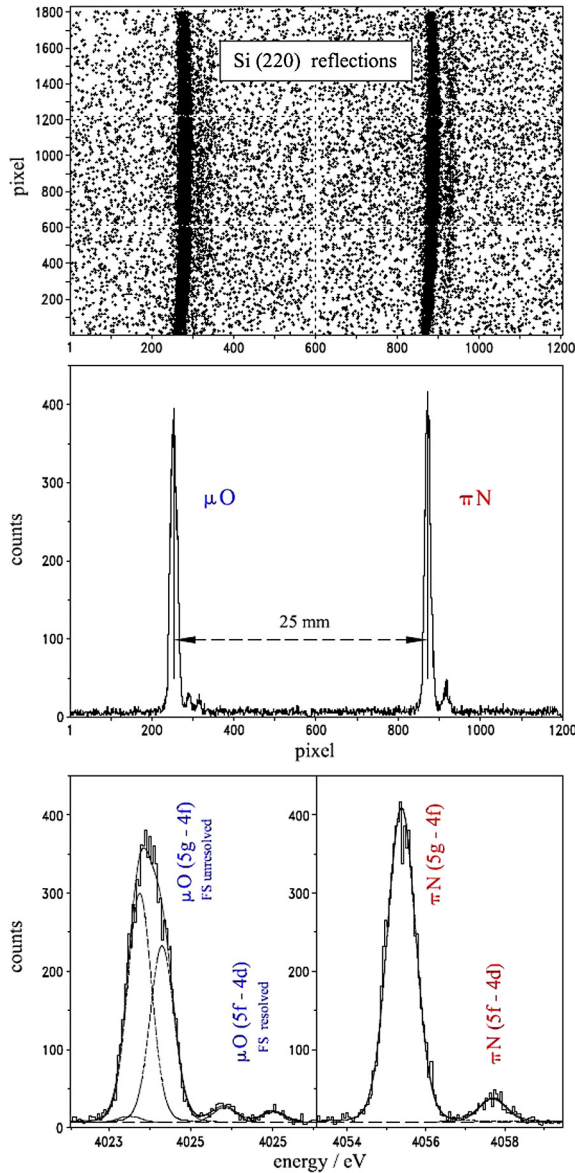 1800
1600
1400
1200
1000
800
600
400
200
pixel
Si (220) reflections
1 200 400 600 800 1000 1200
400
300
200
100
0
counts
μO
πN
25 mm
1 200 400 600 800 1000 1200
pixel
400
300
200
100
0
counts
μO (5g - 4f)
FS unresolved
μO (5f - 4d)
FS resolved
πN (5g - 4f)
πN (5f - 4d)
4023 4025 4025 4054 4056 4058
energy / eV